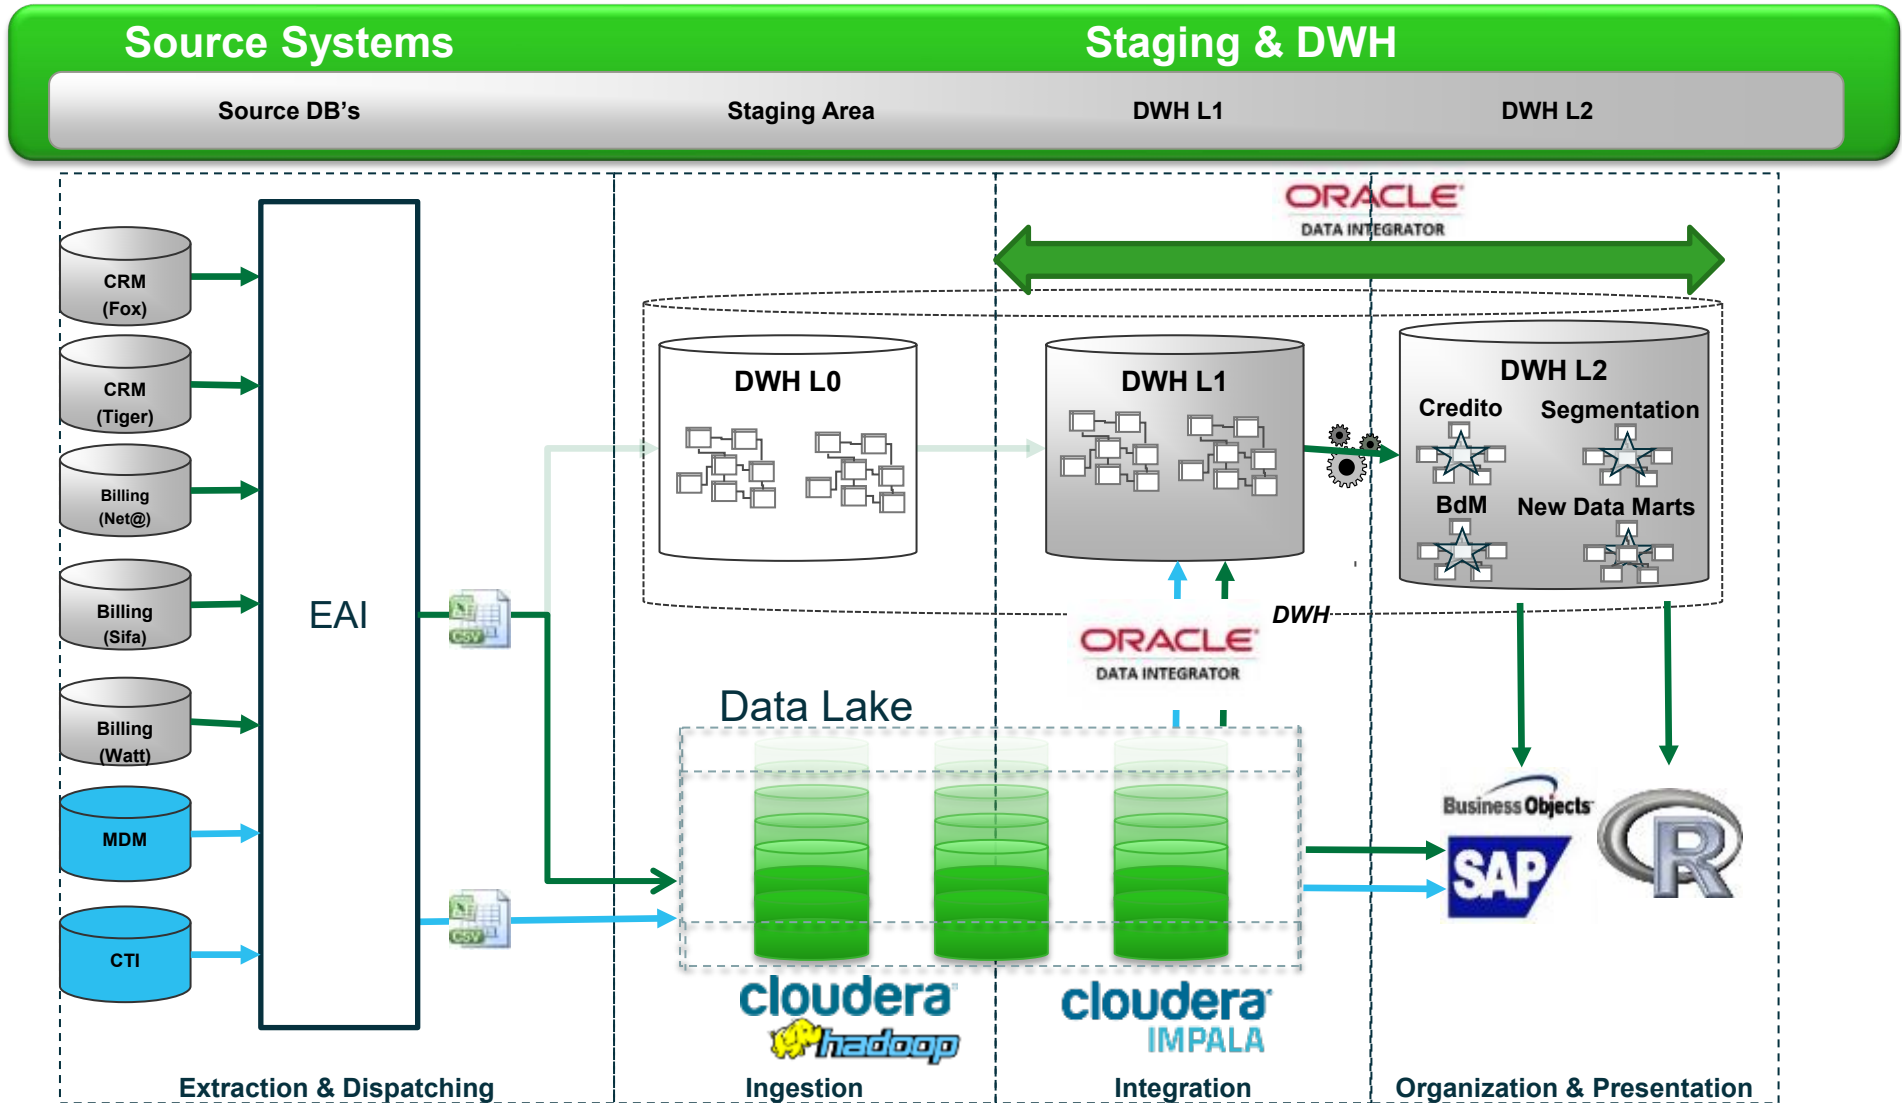 Source Systems
Staging & DWH
Source DB's
Staging Area
DWH L1
DWH L2
ORACLE
DATA INTEGRATOR
CRM
(Fox)
CRM
(Tiger)
Billing
(Net@)
Billing
(Sifa)
Billing
(Watt)
MDM
CTI
EAI
CSV
CSV
DWH L0
DWH L1
DWH L2
Credito
Segmentation
BdM
New Data Marts
DWH
ORACLE
DATA INTEGRATOR
Data Lake
Business Objects
SAP
R
cloudera
hadoop
cloudera
IMPALA
Extraction & Dispatching
Ingestion
Integration
Organization & Presentation